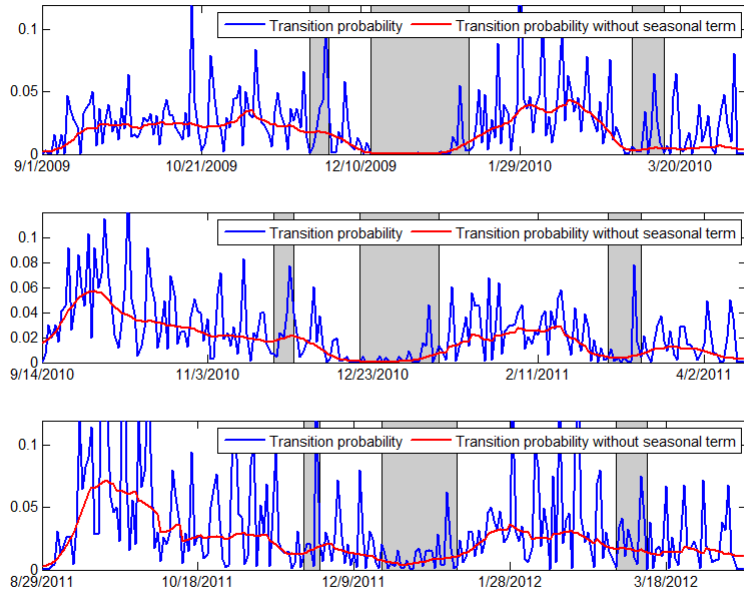 Transition probability Transition probability without seasonal term
0.1
0.05
0
9/1/2009 10/21/2009 12/10/2009 1/29/2010 3/20/2010
Transition probability Transition probability without seasonal term
0.1
0.08
0.06
0.04
0.02
0
9/14/2010 11/3/2010 12/23/2010 2/11/2011 4/2/2011
Transition probability Transition probability without seasonal term
0.1
0.05
0
8/29/2011 10/18/2011 12/9/2011 1/28/2012 3/18/2012